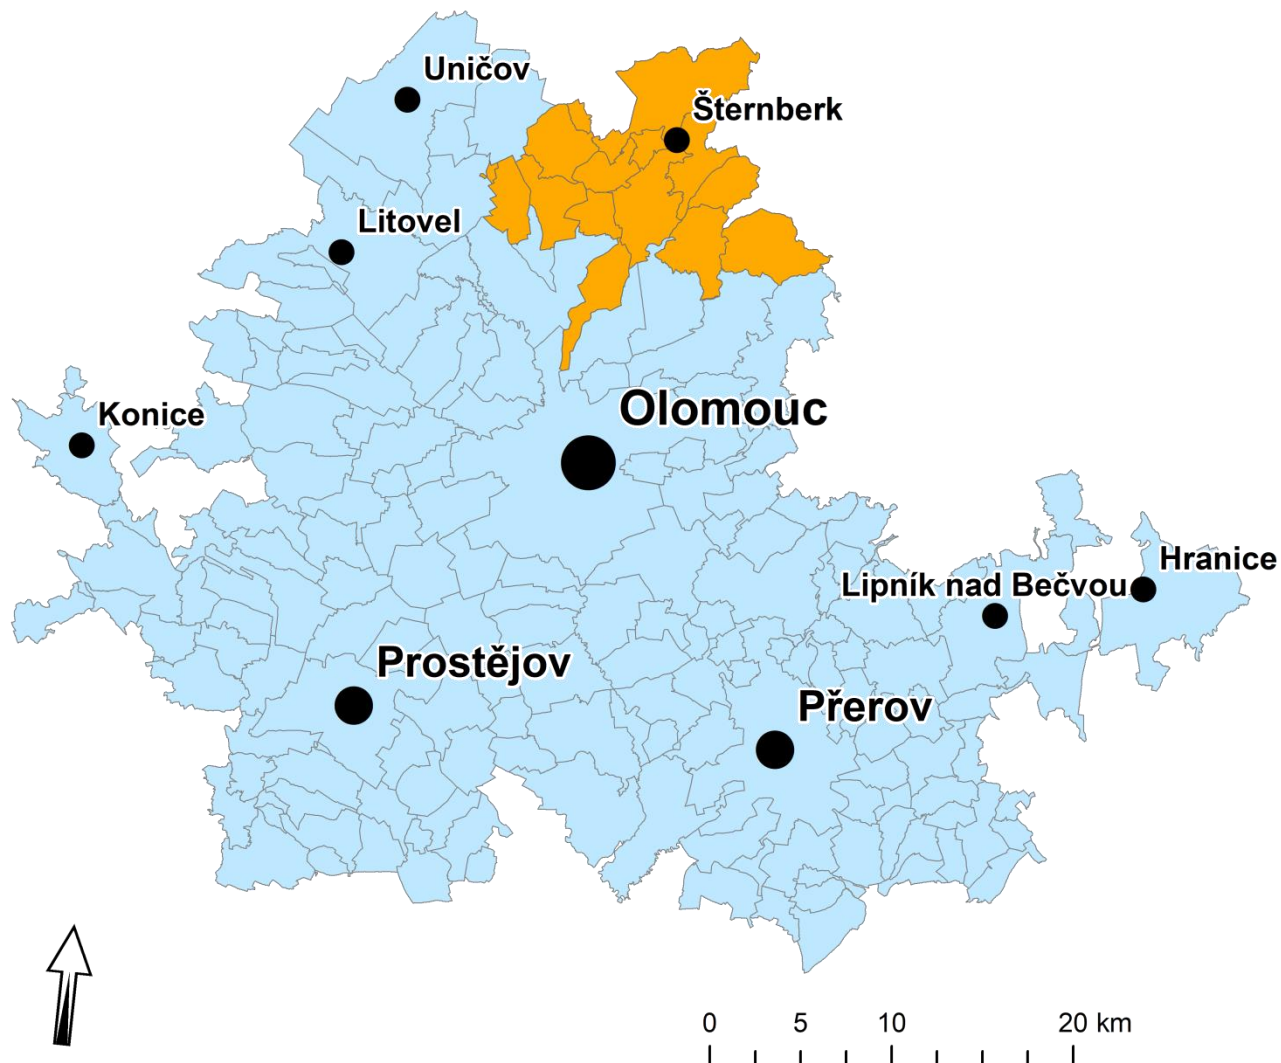 Uničov
Šternberk
Litovel
Olomouc
Konice
Hranice
Lipník nad Bečvou
Prostějov
Přerov
0 5 10 20 km